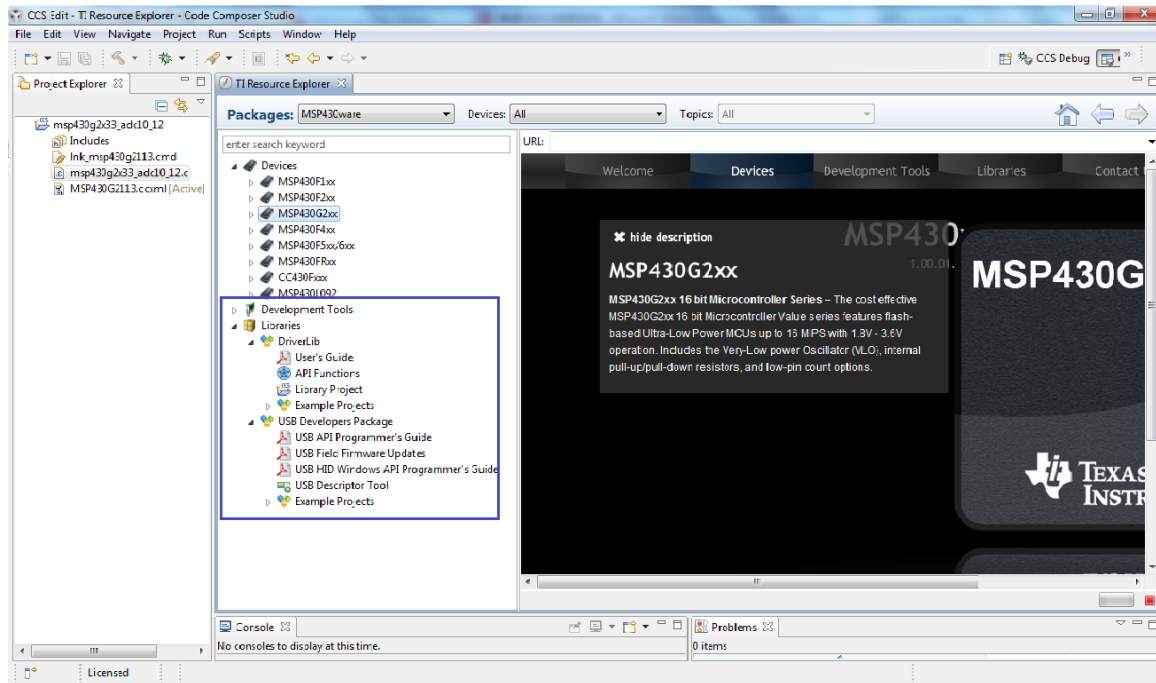 CCS Edit - TI Resource Explorer - Code Composer Studio
File Edit View Navigate Project Run Scripts Window Help
CCS Debug
Project Explorer
TI Resource Explorer
msp430g2x33_adc10_12
Includes
lnk_msp430g2113.cmd
msp430g2x33_adc10_12.c
MSP430G2113.ccxml [Active]
Packages: MSP430ware Devices: All Topics: All
enter search keyword
Devices
MSP430F1xx
MSP430F2xx
MSP430G2xx
MSP430F4xx
MSP430F5xx/6xx
MSP430FRxx
CC430Fxxx
MSP430L092
Development Tools
Libraries
DriverLib
User's Guide
API Functions
Library Project
Example Projects
USB Developers Package
USB API Programmer's Guide
USB Field Firmware Updates
USB HID Windows API Programmer's Guide
USB Descriptor Tool
Example Projects
URL:
Welcome Devices Development Tools Libraries Contact
hide description
MSP430
1.00.01.
MSP430G2xx
MSP430G2xx 16 bit Microcontroller Series – The cost effective
MSP430G2xx 16 bit Microcontroller Value series features flash-
based Ultra-Low Power MCUs up to 16 MIPS with 1.8V - 3.6V
operation. Includes the Very-Low power Oscillator (VLO), internal
pull-up/pull-down resistors, and low-pin count options.
MSP430G
TEXAS
INSTR
Console
No consoles to display at this time.
Problems
0 items
Licensed